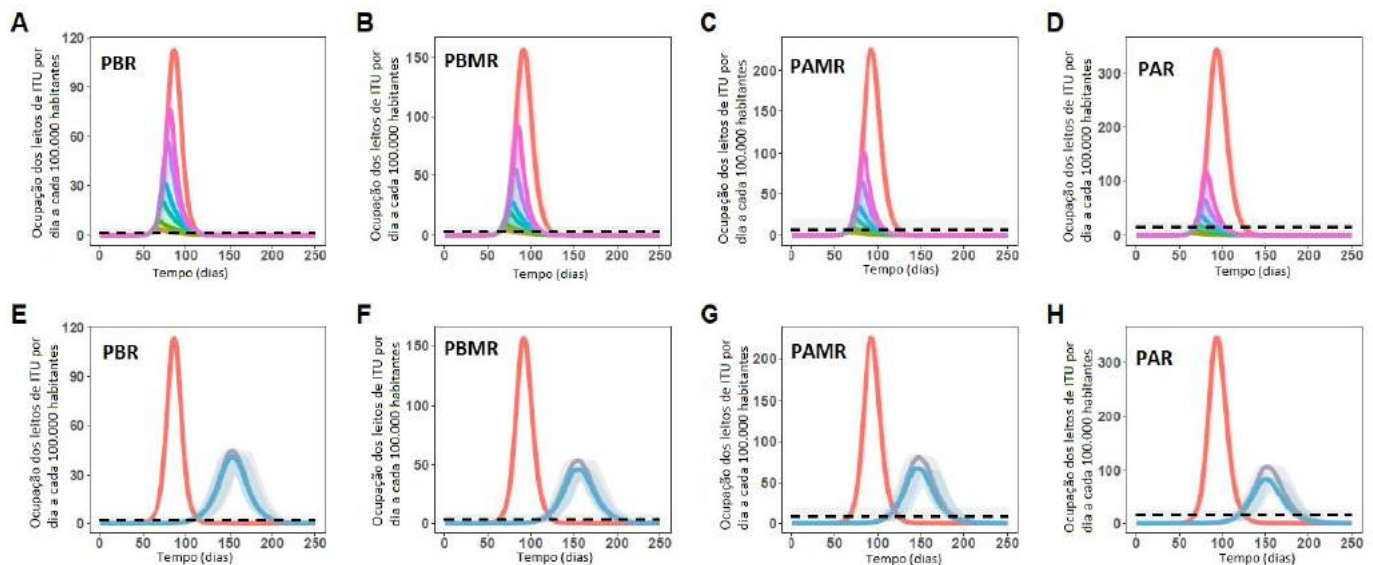 A
Ocupação dos leitos de ITU por
dia a cada 100.000 habitantes
120
90
60
30
0
PBR
0 50 100 150 200 250
Tempo (dias)
B
Ocupação dos leitos de ITU por
dia a cada 100.000 habitantes
150
100
50
0
PBMR
0 50 100 150 200 250
Tempo (dias)
C
Ocupação dos leitos de ITU por
dia a cada 100.000 habitantes
200
150
100
50
0
PAMR
0 50 100 150 200 250
Tempo (dias)
D
Ocupação dos leitos de ITU por
dia a cada 100.000 habitantes
300
200
100
0
PAR
0 50 100 150 200 250
Tempo (dias)
E
Ocupação dos leitos de ITU por
dia a cada 100.000 habitantes
120
90
60
30
0
PBR
0 50 100 150 200 250
Tempo (dias)
F
Ocupação dos leitos de ITU por
dia a cada 100.000 habitantes
150
100
50
0
PBMR
0 50 100 150 200 250
Tempo (dias)
G
Ocupação dos leitos de ITU por
dia a cada 100.000 habitantes
200
150
100
50
0
PAMR
0 50 100 150 200 250
Tempo (dias)
H
Ocupação dos leitos de ITU por
dia a cada 100.000 habitantes
300
200
100
0
PAR
0 50 100 150 200 250
Tempo (dias)